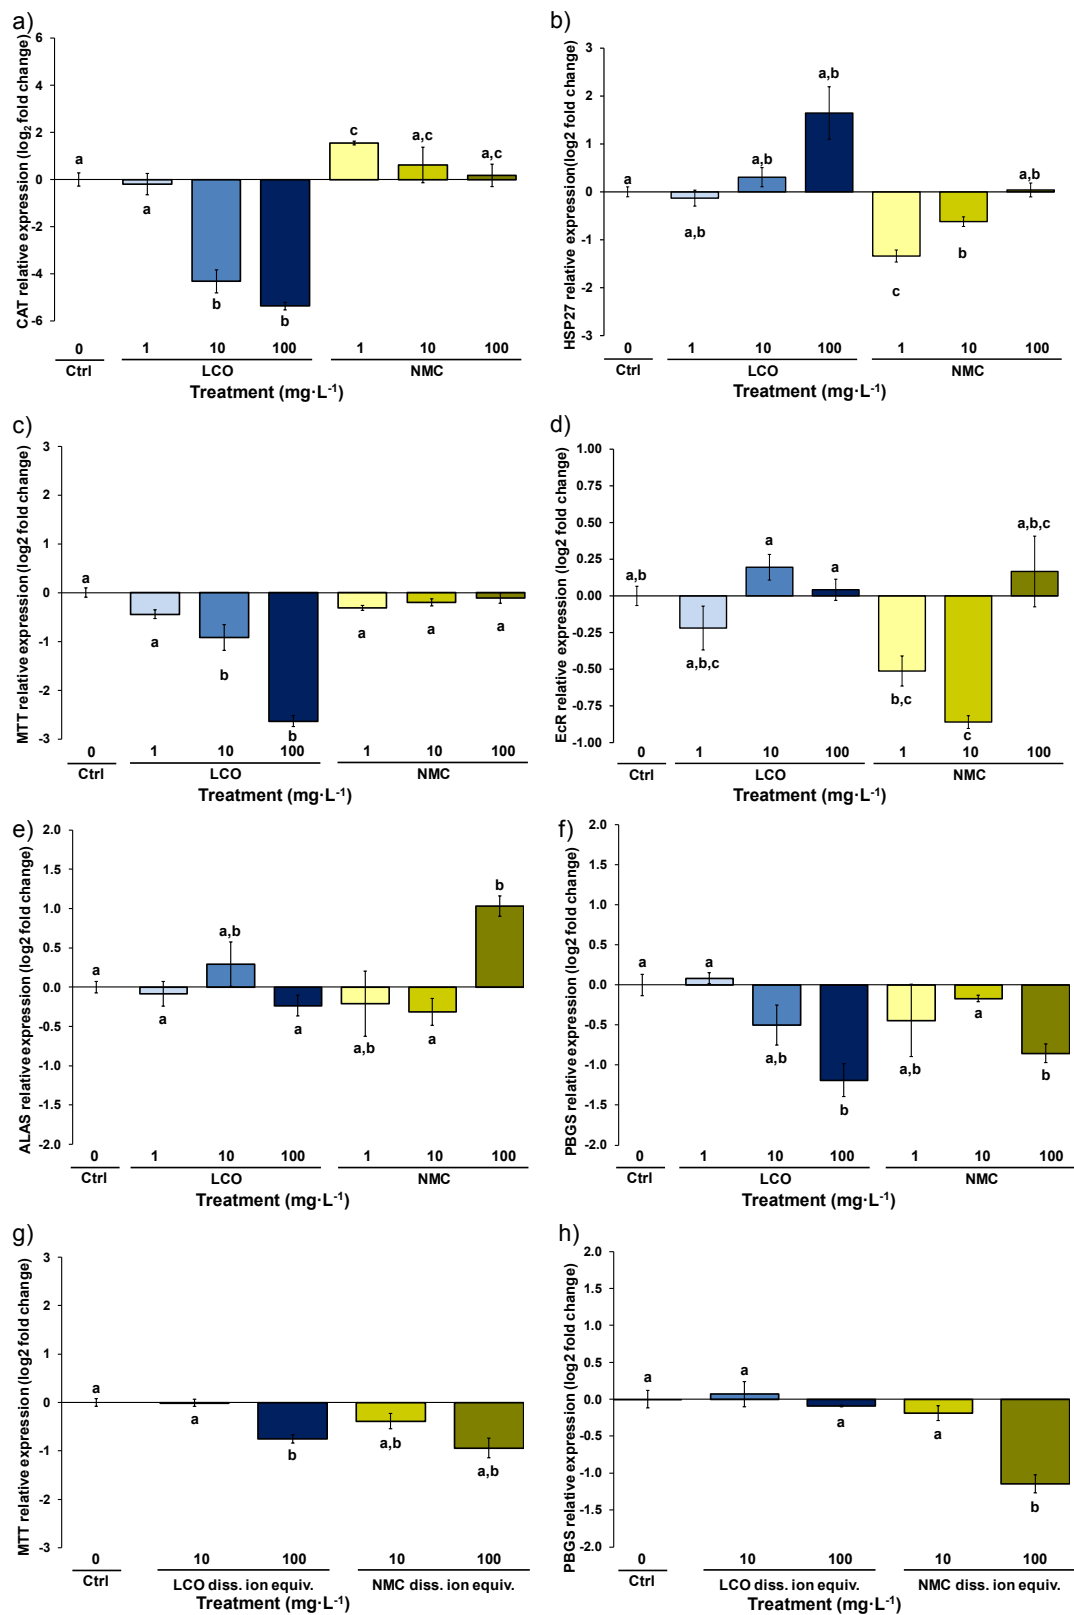 a)
CAT relative expression (log2 fold change)
6
4
2
0
-2
-4
-6
a
a
b
b
c
a,c
a,c
0 1 10 100 1 10 100
Ctrl LCO NMC
Treatment (mg·L-1)
b)
HSP27 relative expression(log2 fold change)
3
2
1
0
-1
-2
-3
a
a,b
a,b
a,b
c
b
a,b
0 1 10 100 1 10 100
Ctrl LCO NMC
Treatment (mg·L-1)
c)
MTT relative expression (log2 fold change)
3
2
1
0
-1
-2
-3
a
a
b
b
a
a
a
0 1 10 100 1 10 100
Ctrl LCO NMC
Treatment (mg·L-1)
d)
EcR relative expression (log2 fold change)
1.00
0.75
0.50
0.25
0.00
-0.25
-0.50
-0.75
-1.00
a,b
a,b,c
a
a
b,c
c
a,b,c
0 1 10 100 1 10 100
Ctrl LCO NMC
Treatment (mg·L-1)
e)
ALAS relative expression (log2 fold change)
2.0
1.5
1.0
0.5
0.0
-0.5
-1.0
-1.5
-2.0
a
a
a,b
a
a,b
a
b
0 1 10 100 1 10 100
Ctrl LCO NMC
Treatment (mg·L-1)
f)
PBGS relative expression (log2 fold change)
2.0
1.5
1.0
0.5
0.0
-0.5
-1.0
-1.5
-2.0
a
a
a,b
b
a,b
a
b
0 1 10 100 1 10 100
Ctrl LCO NMC
Treatment (mg·L-1)
g)
MTT relative expression (log2 fold change)
3
2
1
0
-1
-2
-3
a
a
b
a,b
a,b
0 10 100 10 100
Ctrl LCO diss. ion equiv. NMC diss. ion equiv.
Treatment (mg·L-1)
h)
PBGS relative expression (log2 fold change)
2.0
1.5
1.0
0.5
0.0
-0.5
-1.0
-1.5
-2.0
a
a
a
a
b
0 10 100 10 100
Ctrl LCO diss. ion equiv. NMC diss. ion equiv.
Treatment (mg·L-1)